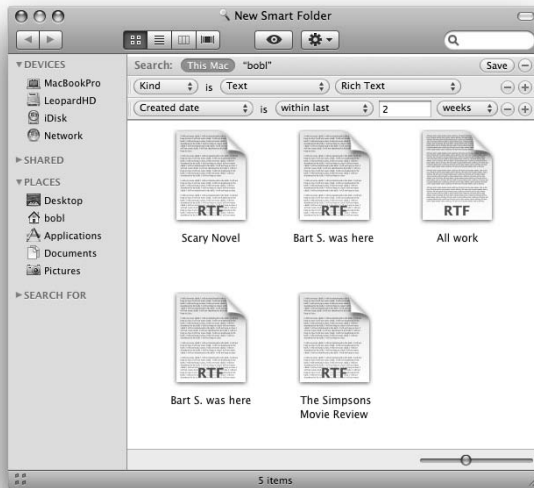 New Smart Folder
Search: This Mac "bobl" Save
Kind is Text Rich Text
Created date is within last 2 weeks
DEVICES
MacBookPro
LeopardHD
iDisk
Network
SHARED
PLACES
Desktop
bobl
Applications
Documents
Pictures
SEARCH FOR
RTF RTF RTF
Scary Novel Bart S. was here All work
RTF RTF
Bart S. was here The Simpsons
Movie Review
5 items